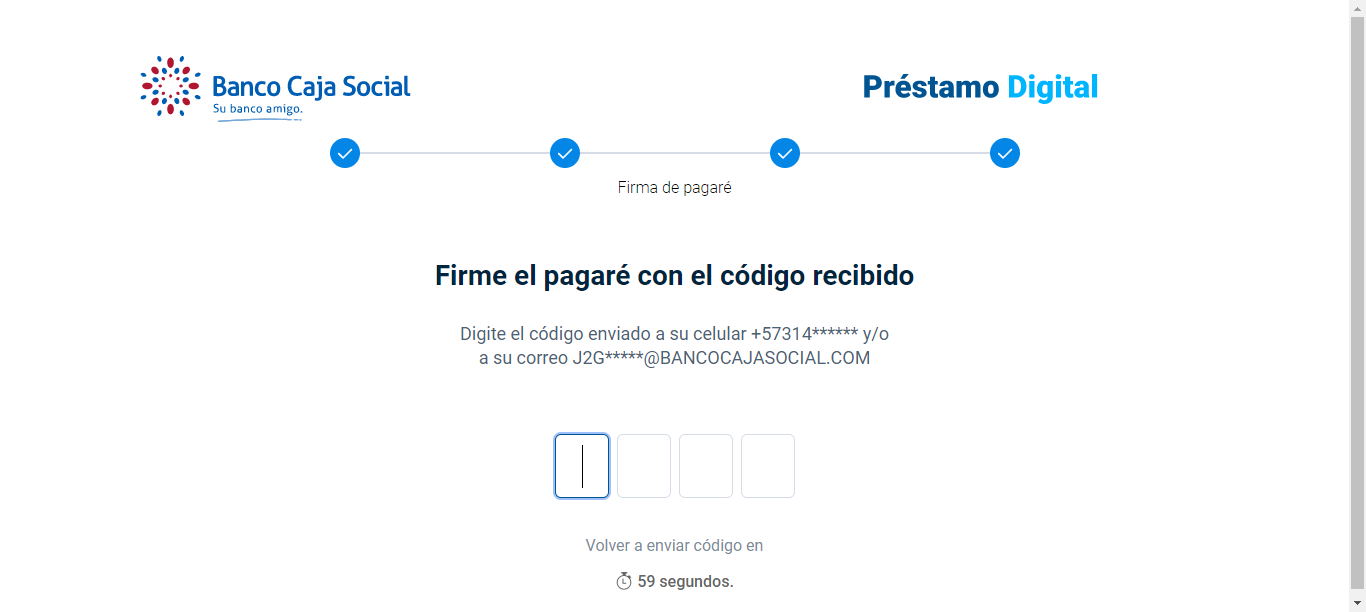 Banco Caja Social
Su banco amigo.
Préstamo Digital
Firma de pagaré
Firme el pagaré con el código recibido
Digite el código enviado a su celular +57314****** y/o
a su correo J2G*****@BANCOCAJASOCIAL.COM
Volver a enviar código en
59 segundos.